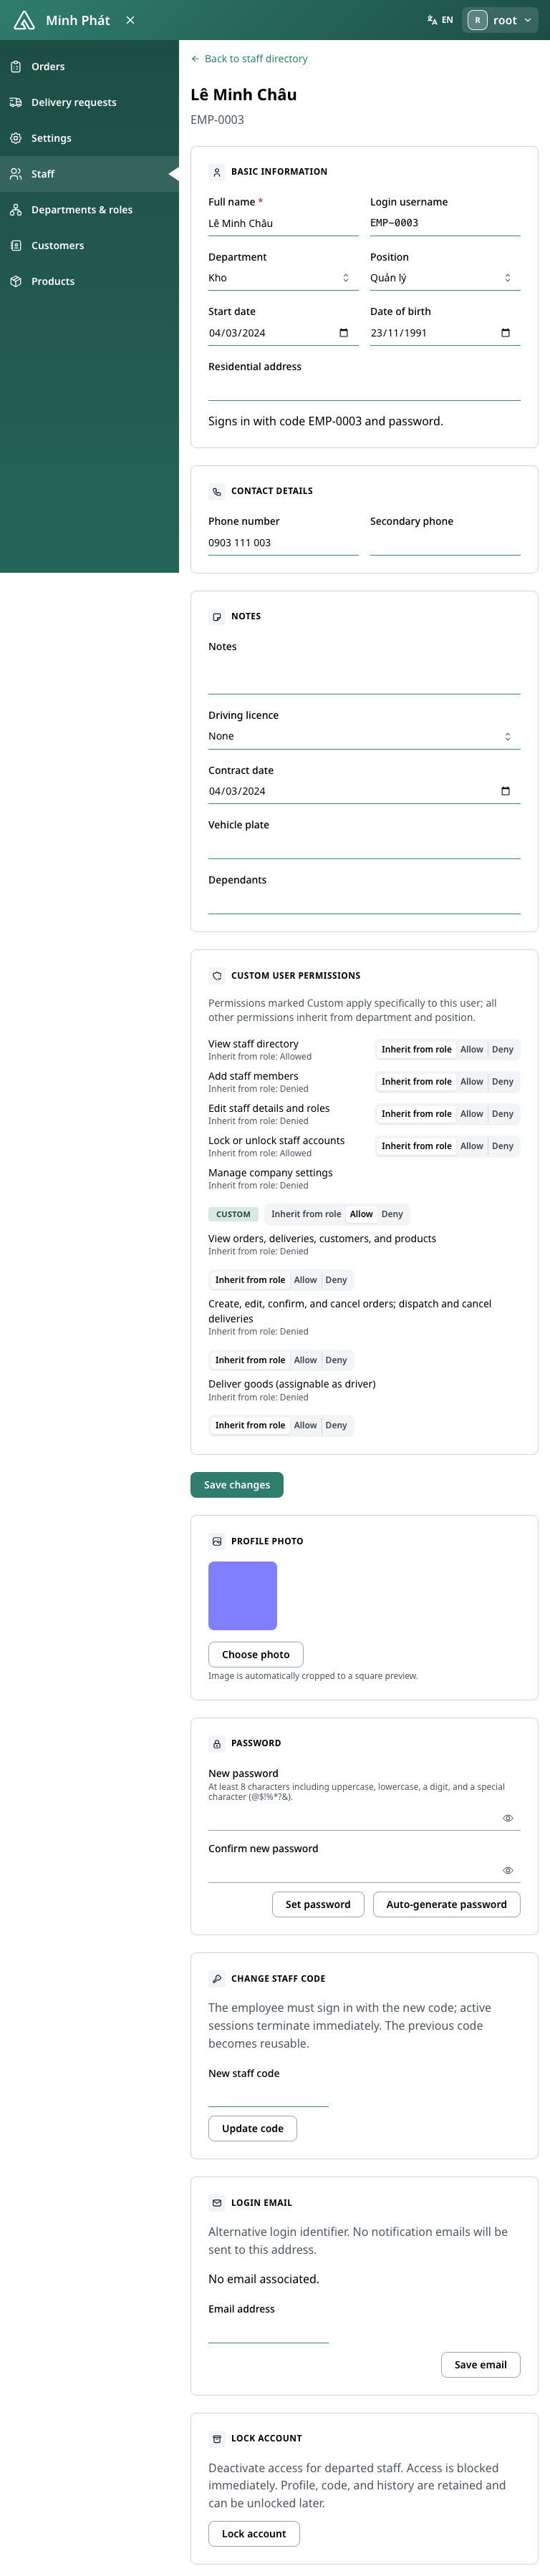 Minh Phát
EN
R
root
Orders
Delivery requests
Settings
Staff
Departments & roles
Customers
Products
Back to staff directory
Lê Minh Châu
EMP-0003
BASIC INFORMATION
Full name *
Login username
Lê Minh Châu
EMP-0003
Department
Position
Kho
Quản lý
Start date
Date of birth
04/03/2024
23/11/1991
Residential address
Signs in with code EMP-0003 and password.
CONTACT DETAILS
Phone number
Secondary phone
0903 111 003
NOTES
Notes
Driving licence
None
Contract date
04/03/2024
Vehicle plate
Dependants
CUSTOM USER PERMISSIONS
Permissions marked Custom apply specifically to this user; all
other permissions inherit from department and position.
View staff directory
Inherit from role: Allowed
Inherit from role Allow Deny
Add staff members
Inherit from role: Denied
Inherit from role Allow Deny
Edit staff details and roles
Inherit from role: Denied
Inherit from role Allow Deny
Lock or unlock staff accounts
Inherit from role: Allowed
Inherit from role Allow Deny
Manage company settings
Inherit from role: Denied
CUSTOM Inherit from role Allow Deny
View orders, deliveries, customers, and products
Inherit from role: Denied
Inherit from role Allow Deny
Create, edit, confirm, and cancel orders; dispatch and cancel
deliveries
Inherit from role: Denied
Inherit from role Allow Deny
Deliver goods (assignable as driver)
Inherit from role: Denied
Inherit from role Allow Deny
Save changes
PROFILE PHOTO
Choose photo
Image is automatically cropped to a square preview.
PASSWORD
New password
At least 8 characters including uppercase, lowercase, a digit, and a special
character (@$!%*?&).
Confirm new password
Set password
Auto-generate password
CHANGE STAFF CODE
The employee must sign in with the new code; active
sessions terminate immediately. The previous code
becomes reusable.
New staff code
Update code
LOGIN EMAIL
Alternative login identifier. No notification emails will be
sent to this address.
No email associated.
Email address
Save email
LOCK ACCOUNT
Deactivate access for departed staff. Access is blocked
immediately. Profile, code, and history are retained and
can be unlocked later.
Lock account